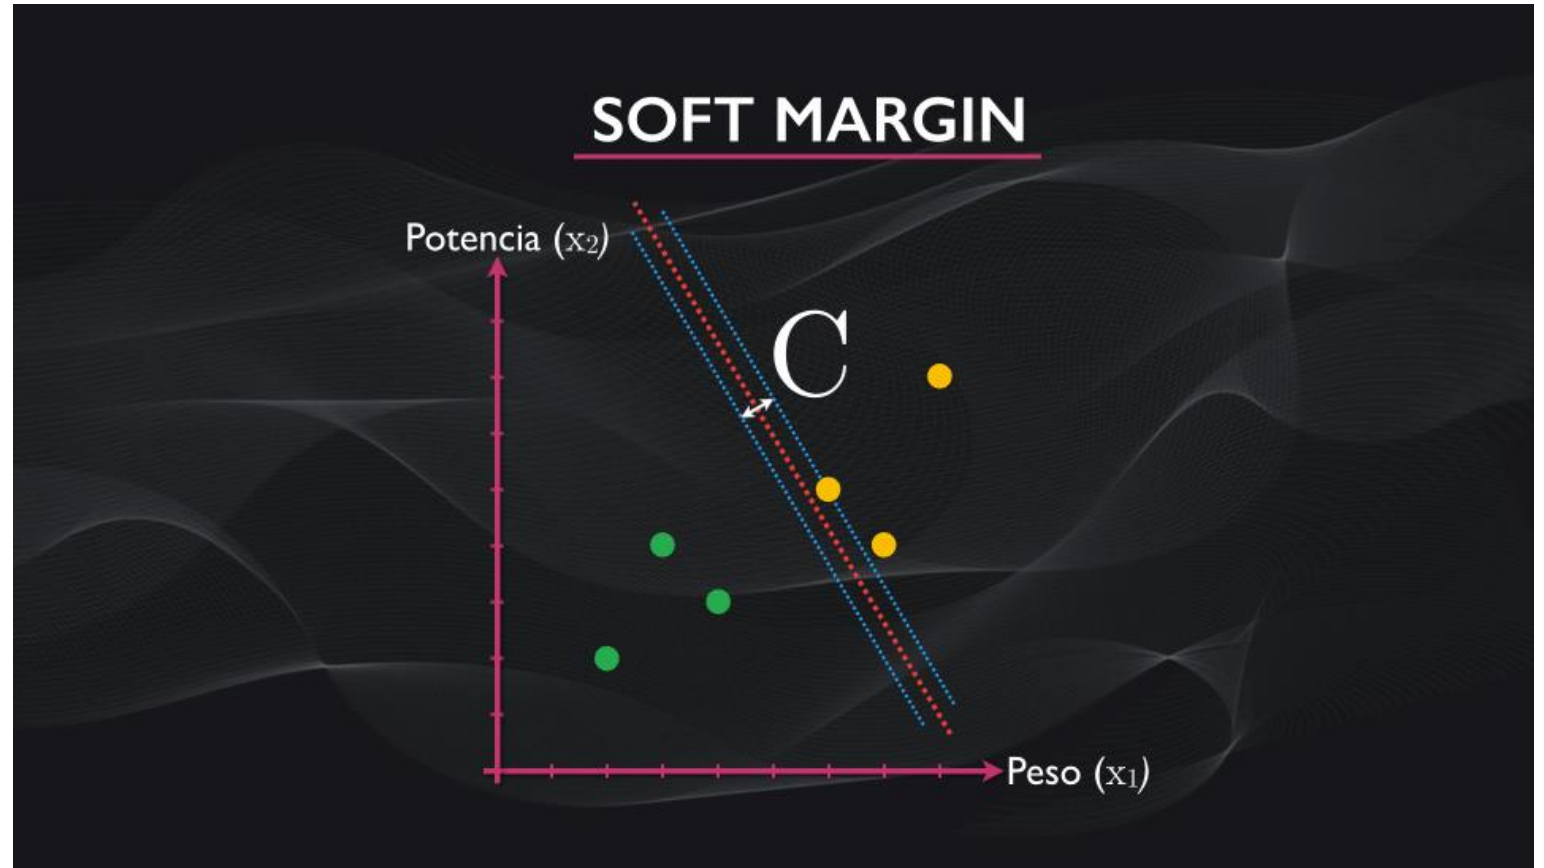 SOFT MARGIN
Potencia (x₂)
C
Peso (x₁)